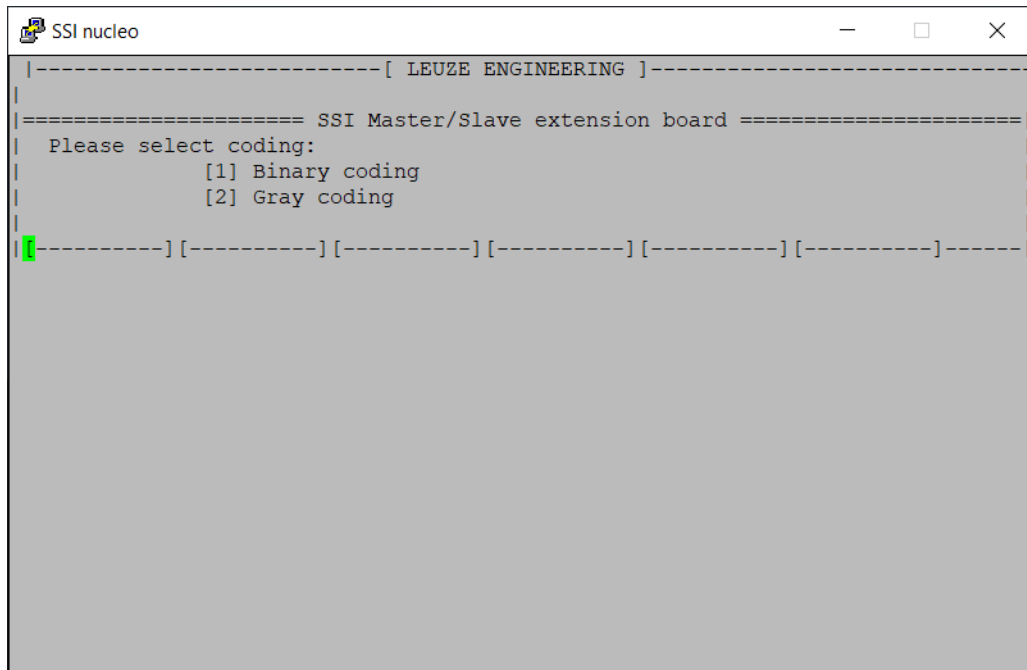 SSI nucleo
|---------------------------[ LEUZE ENGINEERING ]------------------------------
|
|====================== SSI Master/Slave extension board ======================|
| Please select coding: |
| [1] Binary coding |
| [2] Gray coding |
| |
|[----------][----------][----------][----------][----------][----------]------|